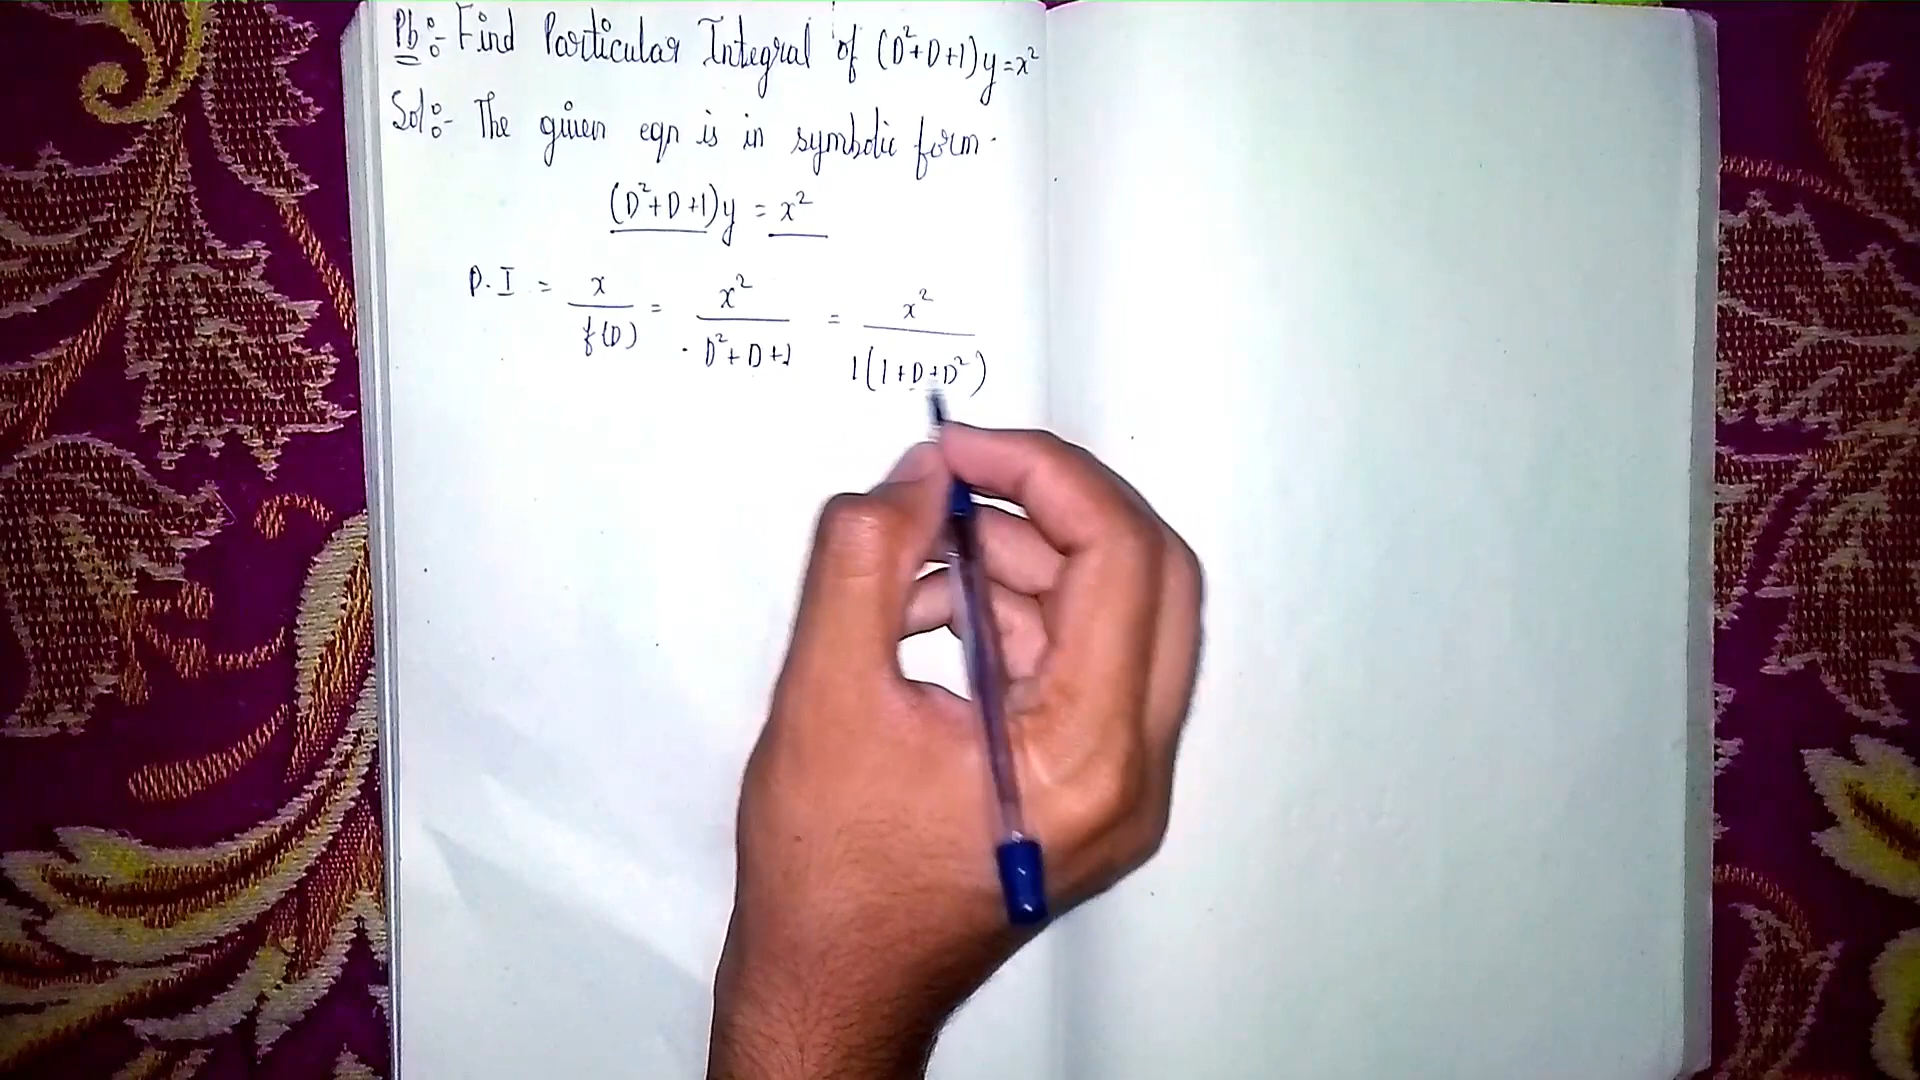 Pb:- Find Particular Integral of (D²+D+1)y=x²
Sol:- The given eqn is in symbolic form.
(D²+D+1)y = x²
P.I = x/f(D) = x²/D²+D+1 = x²/1(1+D+D²)